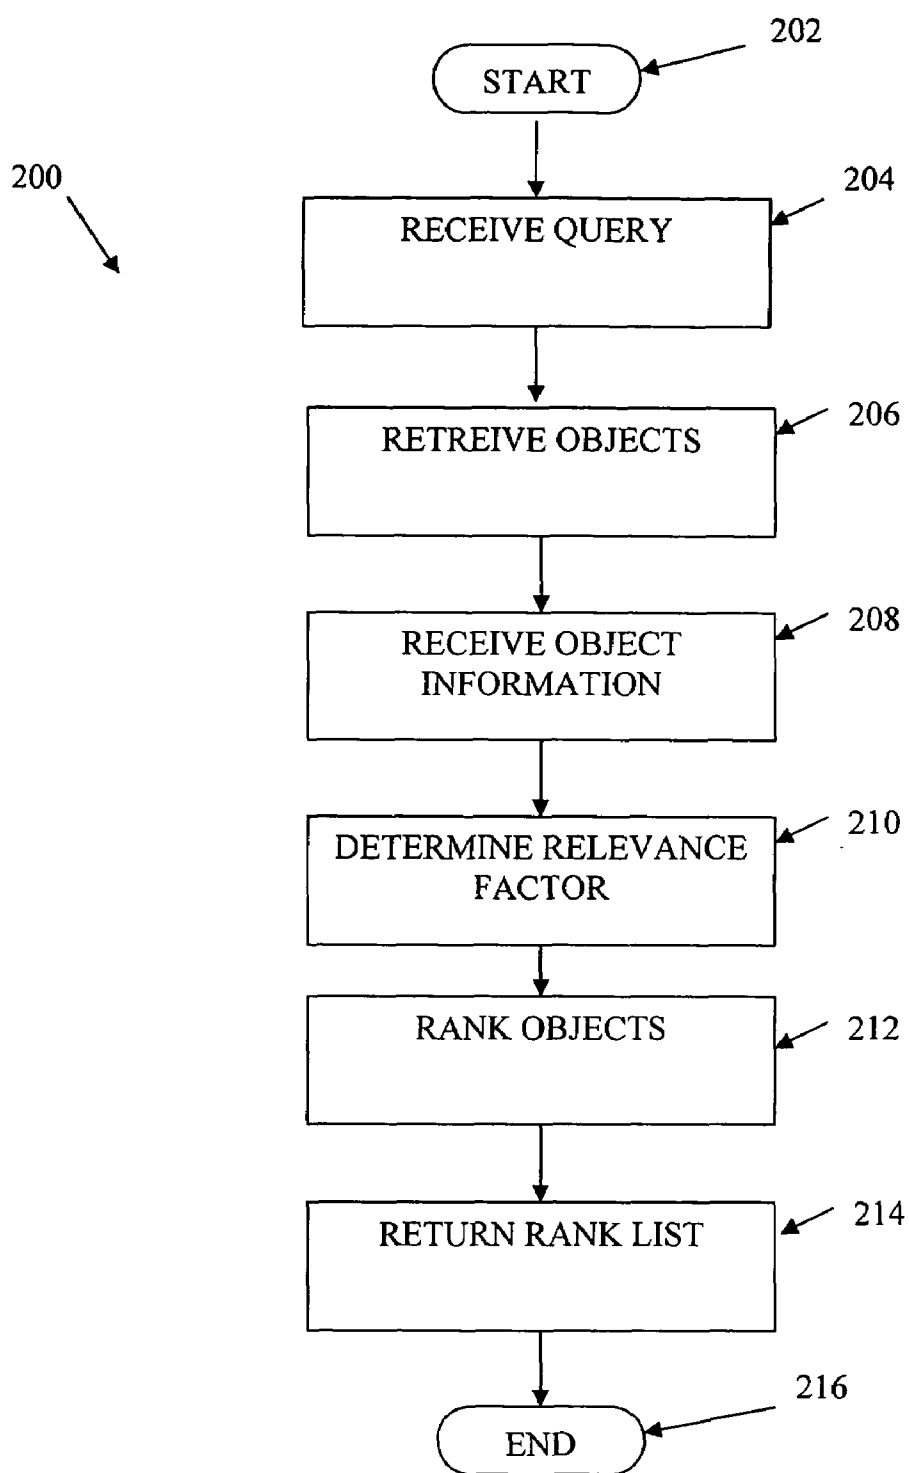 202
START
200
204
RECEIVE QUERY
206
RETREIVE OBJECTS
208
RECEIVE OBJECT
INFORMATION
210
DETERMINE RELEVANCE
FACTOR
RANK OBJECTS
212
RETURN RANK LIST
214
216
END